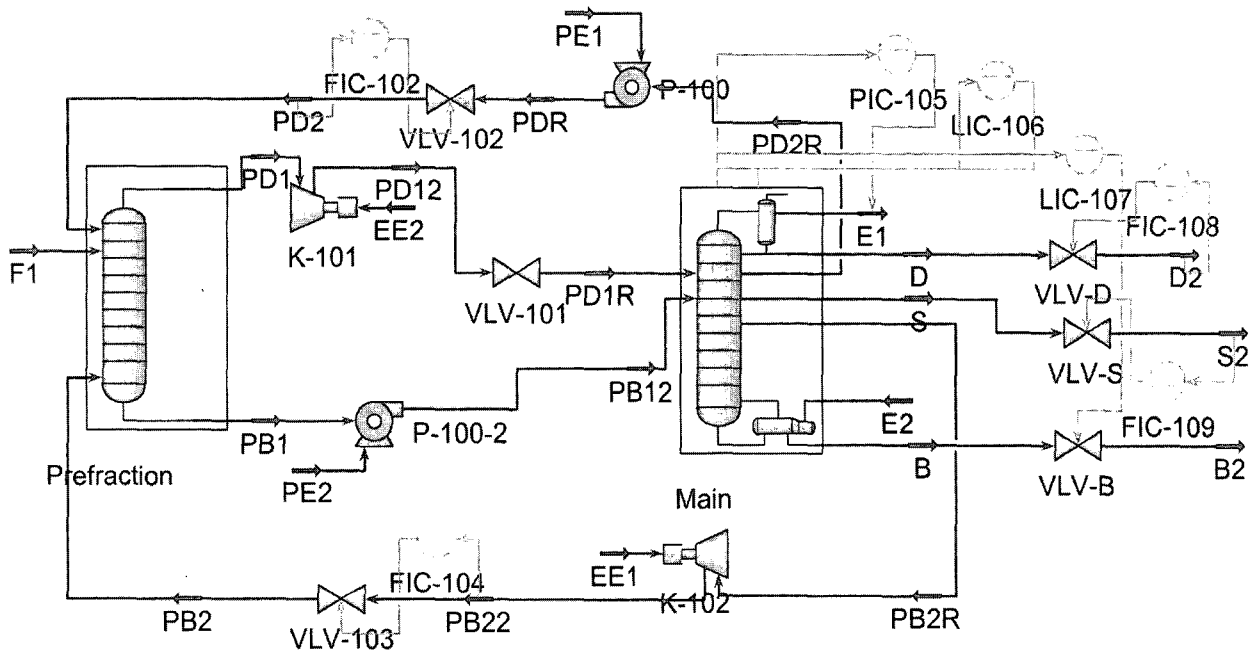 PE1
FIC-102
P-100
PIC-105
LIC-106
PD2
VLV-102
PDR
PD2R
PD1
PD12
LIC-107
EE2
K-101
E1
FIC-108
F1
D
D2
VLV-101
PD1R
VLV-D
S
S2
PB12
VLV-S
PB1
P-100-2
E2
FIC-109
Prefraction
PE2
B
VLV-B
B2
Main
EE1
FIC-104
K-102
PB2
VLV-103
PB22
PB2R